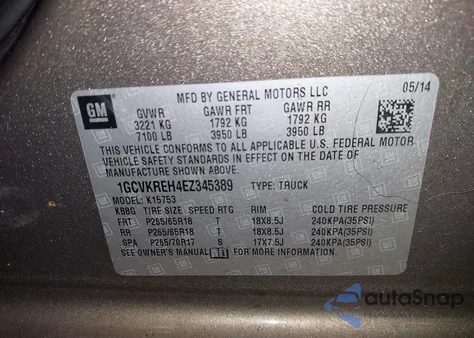 05/14
MFD BY GENERAL MOTORS LLC
GM
GVWR GAWR FRT GAWR RR
3221 KG 1792 KG 1792 KG
7100 LB 3950 LB 3950 LB
THIS VEHICLE CONFORMS TO ALL APPLICABLE U.S. FEDERAL MOTOR
VEHICLE SAFETY STANDARDS IN EFFECT ON THE DATE OF
MANUFACTURE SHOWN ABOVE.
1GCVKREH4EZ345389 TYPE: TRUCK
MODEL: K15753
KBBG TIRE SIZE SPEED RTG RIM COLD TIRE PRESSURE
FRT P265/65R18 T 18X8.5J 240KPA(35PSI)
RR P265/65R18 T 18X8.5J 240KPA(35PSI)
SPA P265/70R17 S 17X7.5J 240KPA(35PSI)
SEE OWNER'S MANUAL FOR MORE INFORMATION
autoSnap